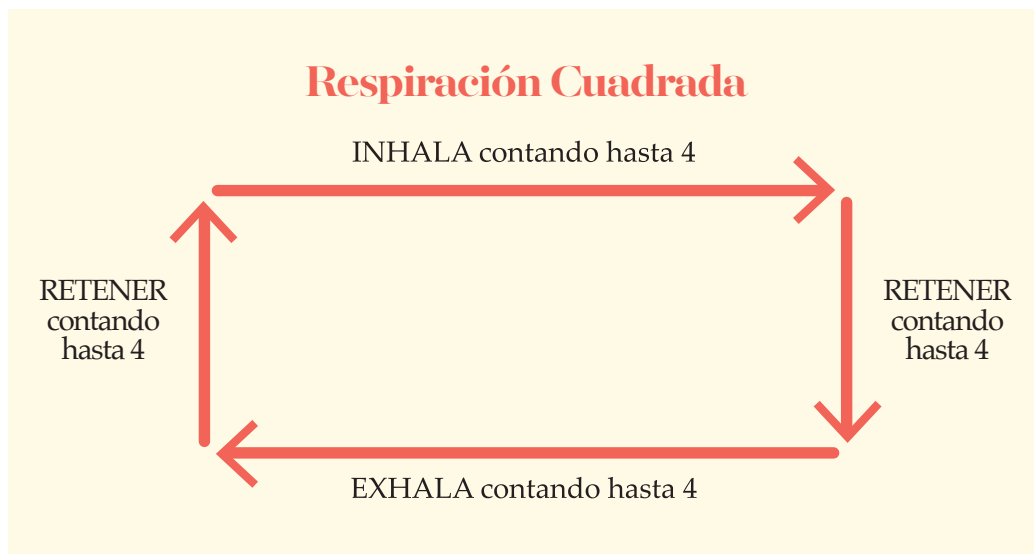 Respiración Cuadrada
INHALA contando hasta 4
RETENER
contando
hasta 4
RETENER
contando
hasta 4
EXHALA contando hasta 4